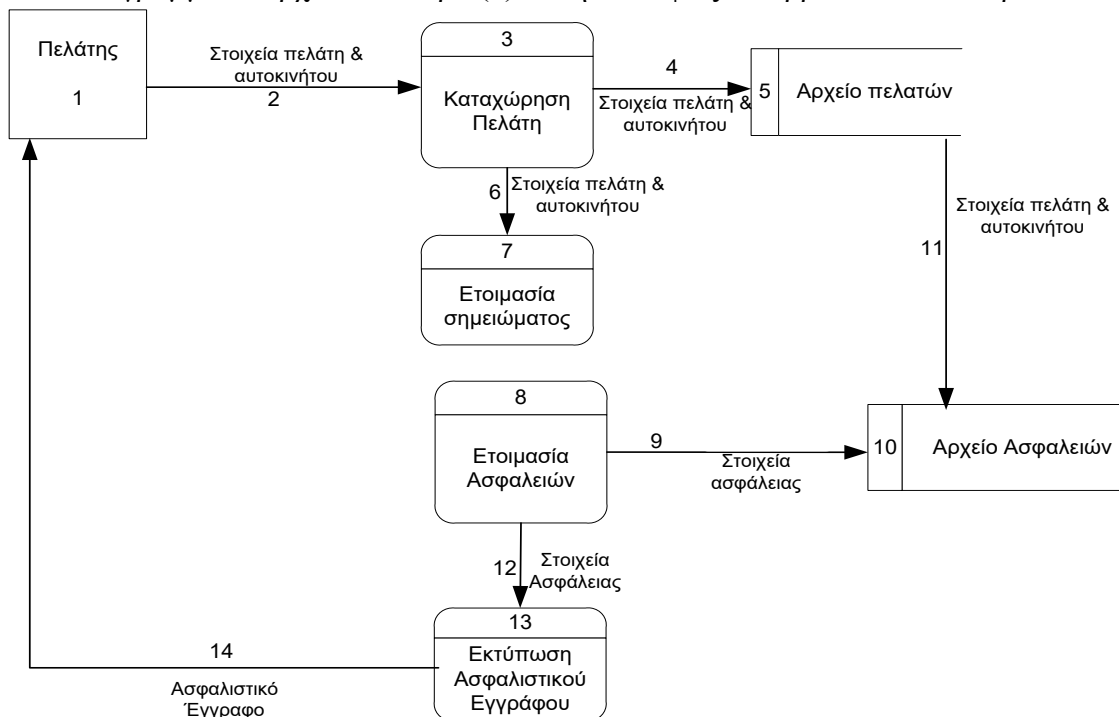 Πελάτης
1
Στοιχεία πελάτη &
αυτοκινήτου
2
3
Καταχώρηση
Πελάτη
4
Στοιχεία πελάτη &
αυτοκινήτου
5
Αρχείο πελατών
6
Στοιχεία πελάτη &
αυτοκινήτου
7
Ετοιμασία
σημειώματος
11
Στοιχεία πελάτη &
αυτοκινήτου
8
Ετοιμασία
Ασφαλειών
9
Στοιχεία
ασφάλειας
10
Αρχείο Ασφαλειών
12
Στοιχεία
Ασφάλειας
13
Εκτύπωση
Ασφαλιστικού
Εγγράφου
14
Ασφαλιστικό
Έγγραφο